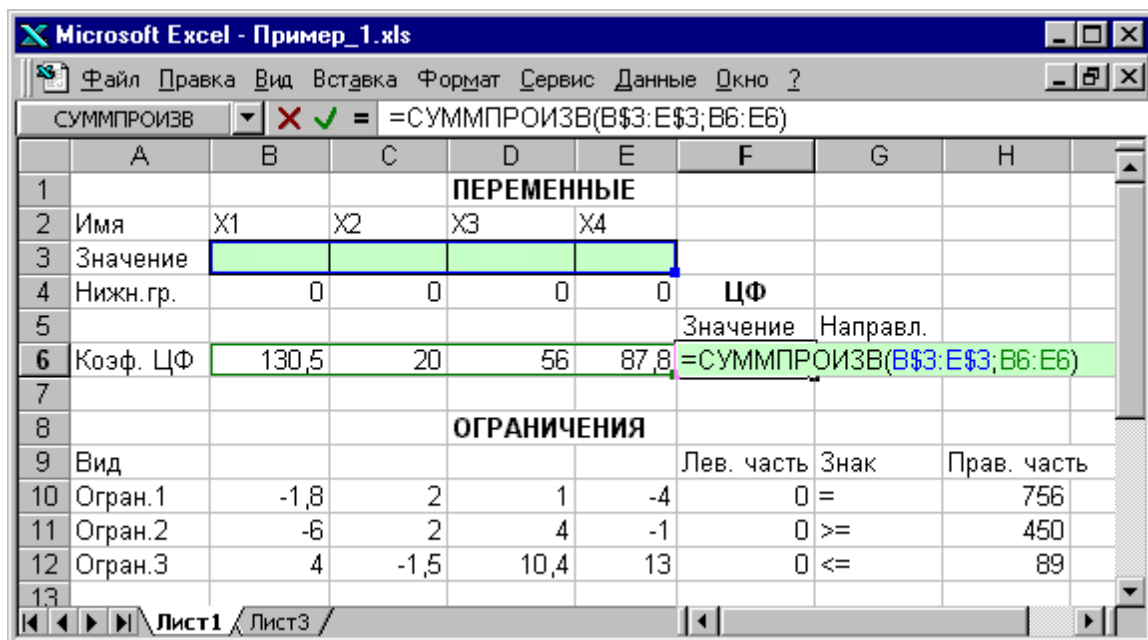 Microsoft Excel - Пример_1.xls
Файл Правка Вид Вставка Формат Сервис Данные Окно ?
СУММПРОИЗВ = =СУММПРОИЗВ(B$3:E$3;B6:E6)
A B C D E F G H
1 ПЕРЕМЕННЫЕ
2 Имя X1 X2 X3 X4
3 Значение
4 Нижн.гр. 0 0 0 0 ЦФ
5 Значение Направл.
6 Коэф. ЦФ 130,5 20 56 87,8 =СУММПРОИЗВ(B$3:E$3;B6:E6)
7
8 ОГРАНИЧЕНИЯ
9 Вид Лев. часть Знак Прав. часть
10 Огран.1 -1,8 2 1 -4 0 = 756
11 Огран.2 -6 2 4 -1 0 >= 450
12 Огран.3 4 -1,5 10,4 13 0 <= 89
13
Лист1 Лист3